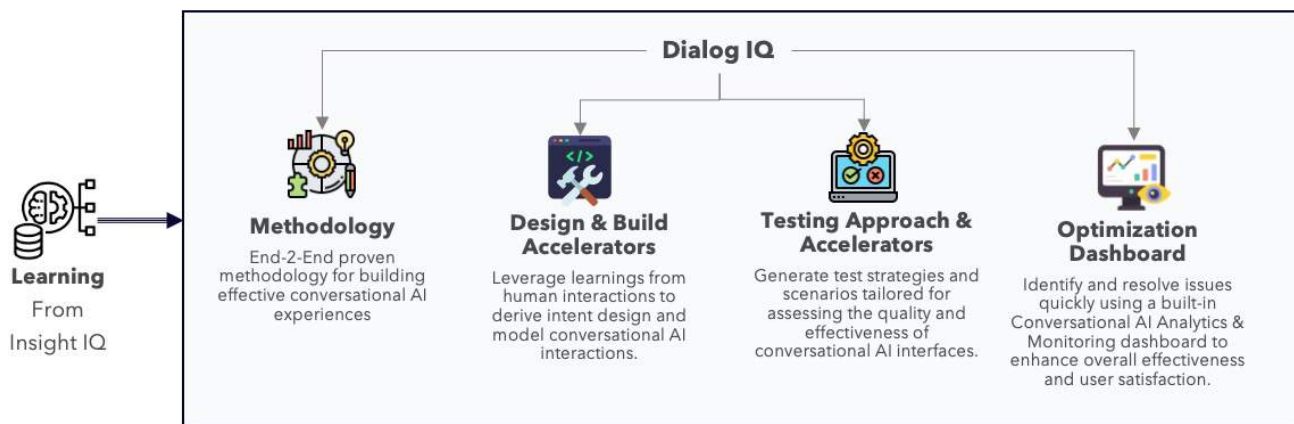 Dialog IQ
Learning
From
Insight IQ
Methodology
End-2-End proven
methodology for building
effective conversational AI
experiences
</>
Design & Build
Accelerators
Leverage learnings from
human interactions to
derive intent design and
model conversational AI
interactions.
Testing Approach &
Accelerators
Generate test strategies and
scenarios tailored for
assessing the quality and
effectiveness of
conversational AI interfaces.
Optimization
Dashboard
Identify and resolve issues
quickly using a built-in
Conversational AI Analytics &
Monitoring dashboard to
enhance overall effectiveness
and user satisfaction.